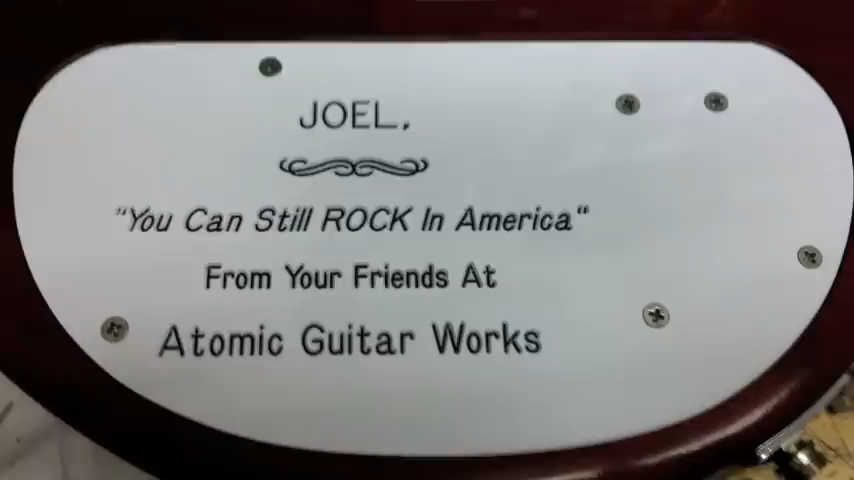 JOEL.
"You Can Still ROCK In America"
From Your Friends At
Atomic Guitar Works